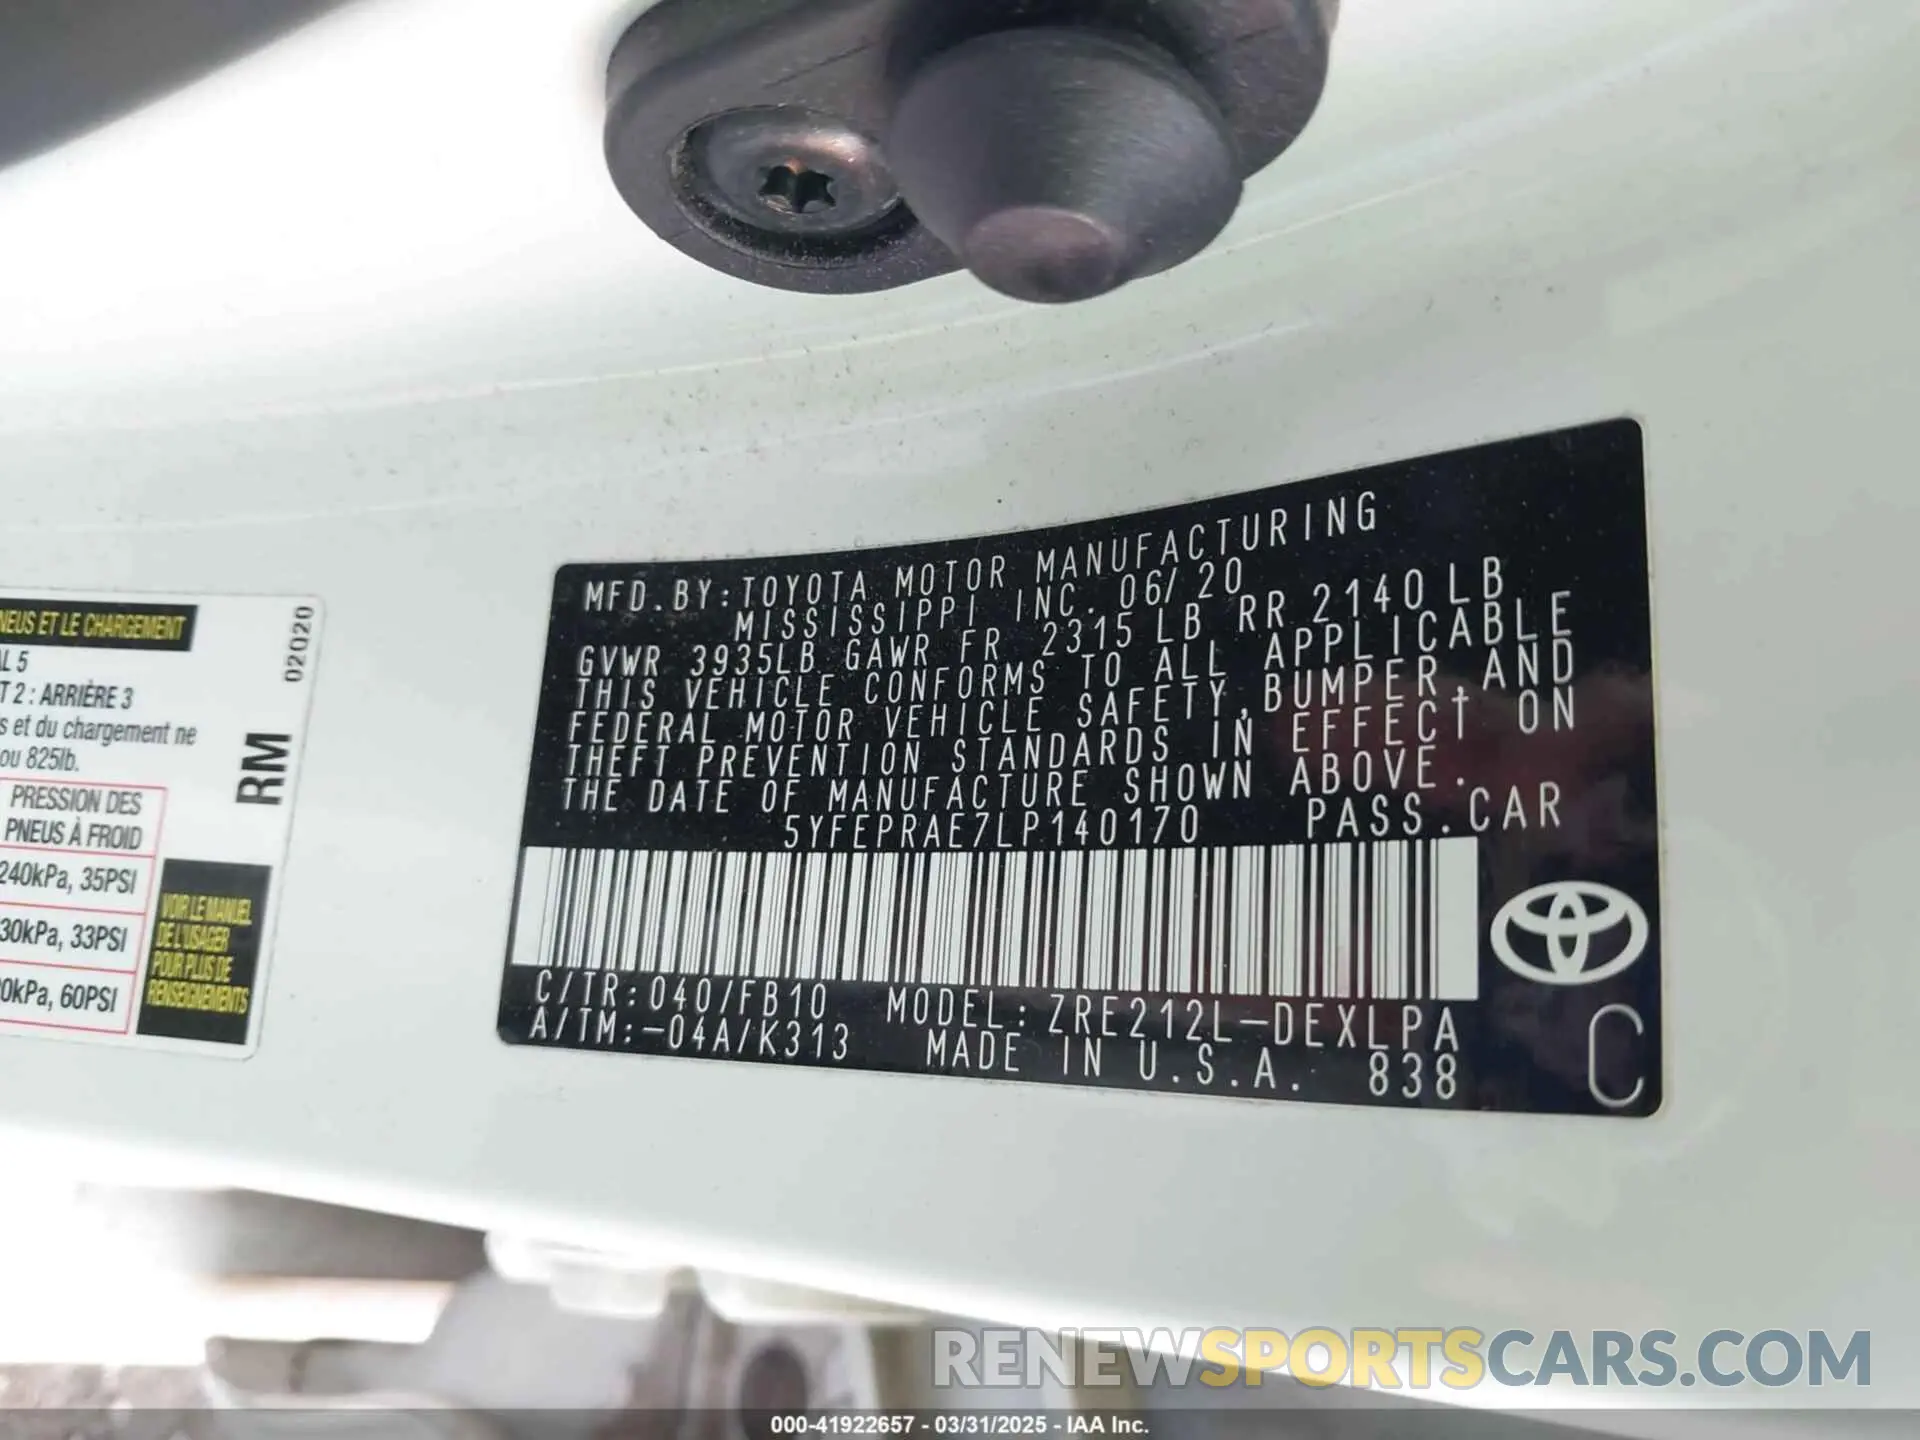 NEUS ET LE CHARGEMENT
AL 5
T 2 : ARRIÈRE 3
s et du chargement ne
ou 825lb.
PRESSION DES
PNEUS À FROID
240kPa, 35PSI
30kPa, 33PSI
0kPa, 60PSI
VOIR LE MANUEL
DE L'USAGER
POUR PLUS DE
RENSEIGNEMENTS
02020
RM
MFD.BY:TOYOTA MOTOR MANUFACTURING
MISSISSIPPI INC. 06/20
GVWR 3935LB GAWR FR 2315LB RR 2140LB
THIS VEHICLE CONFORMS TO ALL APPLICABLE
FEDERAL MOTOR VEHICLE SAFETY,BUMPER,AND
THEFT PREVENTION STANDARDS IN EFFECT ON
THE DATE OF MANUFACTURE SHOWN ABOVE.
5YFEPRAE7LP140170 PASS.CAR
C/TR:040/FB10 MODEL:ZRE212L-DEXLPA
A/TM:-04A/K313 MADE IN U.S.A. 838
C
RENEWSPORTSCARS.COM
000-41922657 - 03/31/2025 - IAA Inc.